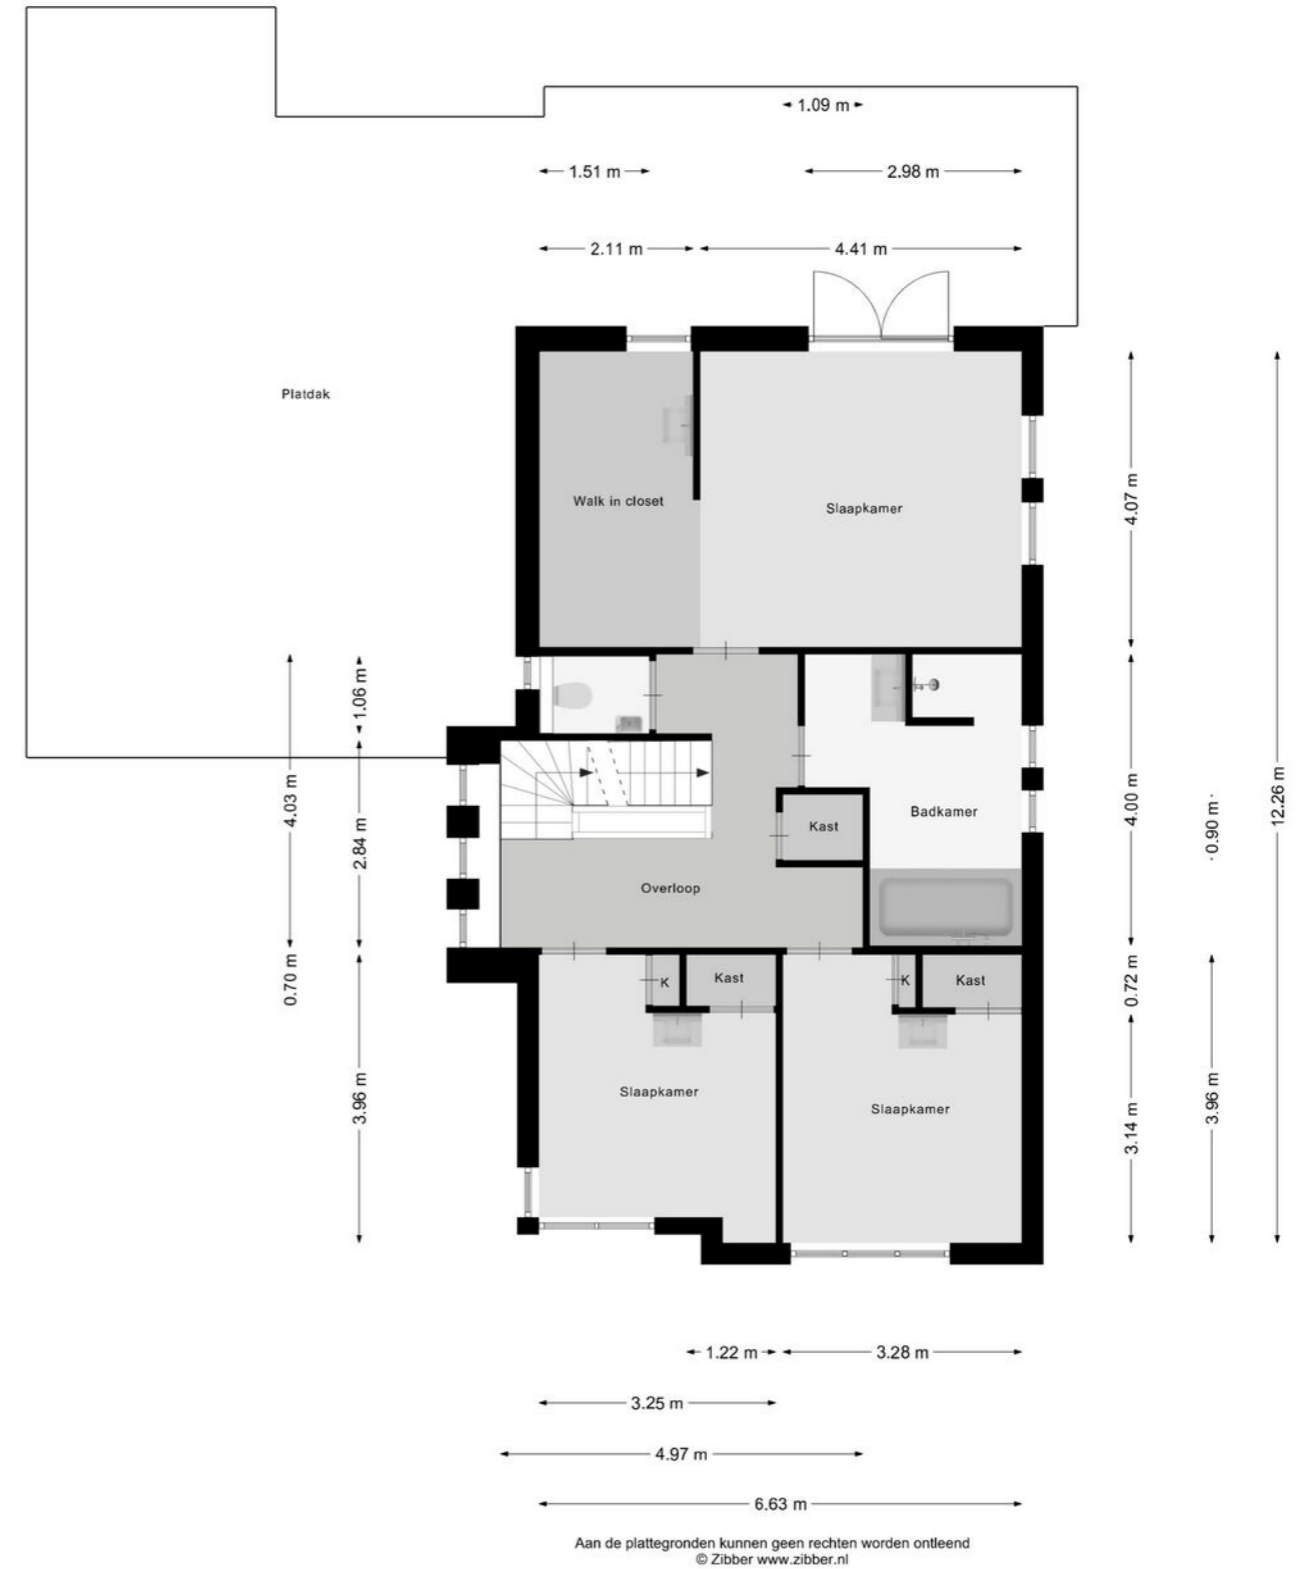 1.09 m
1.51 m
2.98 m
2.11 m
4.41 m
Platdak
Walk in closet
Slaapkamer
4.07 m
12.26 m
1.06 m
4.03 m
2.84 m
Kast
Badkamer
4.00 m
0.90 m
Overloop
0.70 m
K
Kast
K
Kast
0.72 m
Slaapkamer
Slaapkamer
3.96 m
3.14 m
3.96 m
1.22 m
3.28 m
3.25 m
4.97 m
6.63 m
Aan de plattegronden kunnen geen rechten worden ontleend
© Zibber www.zibber.nl